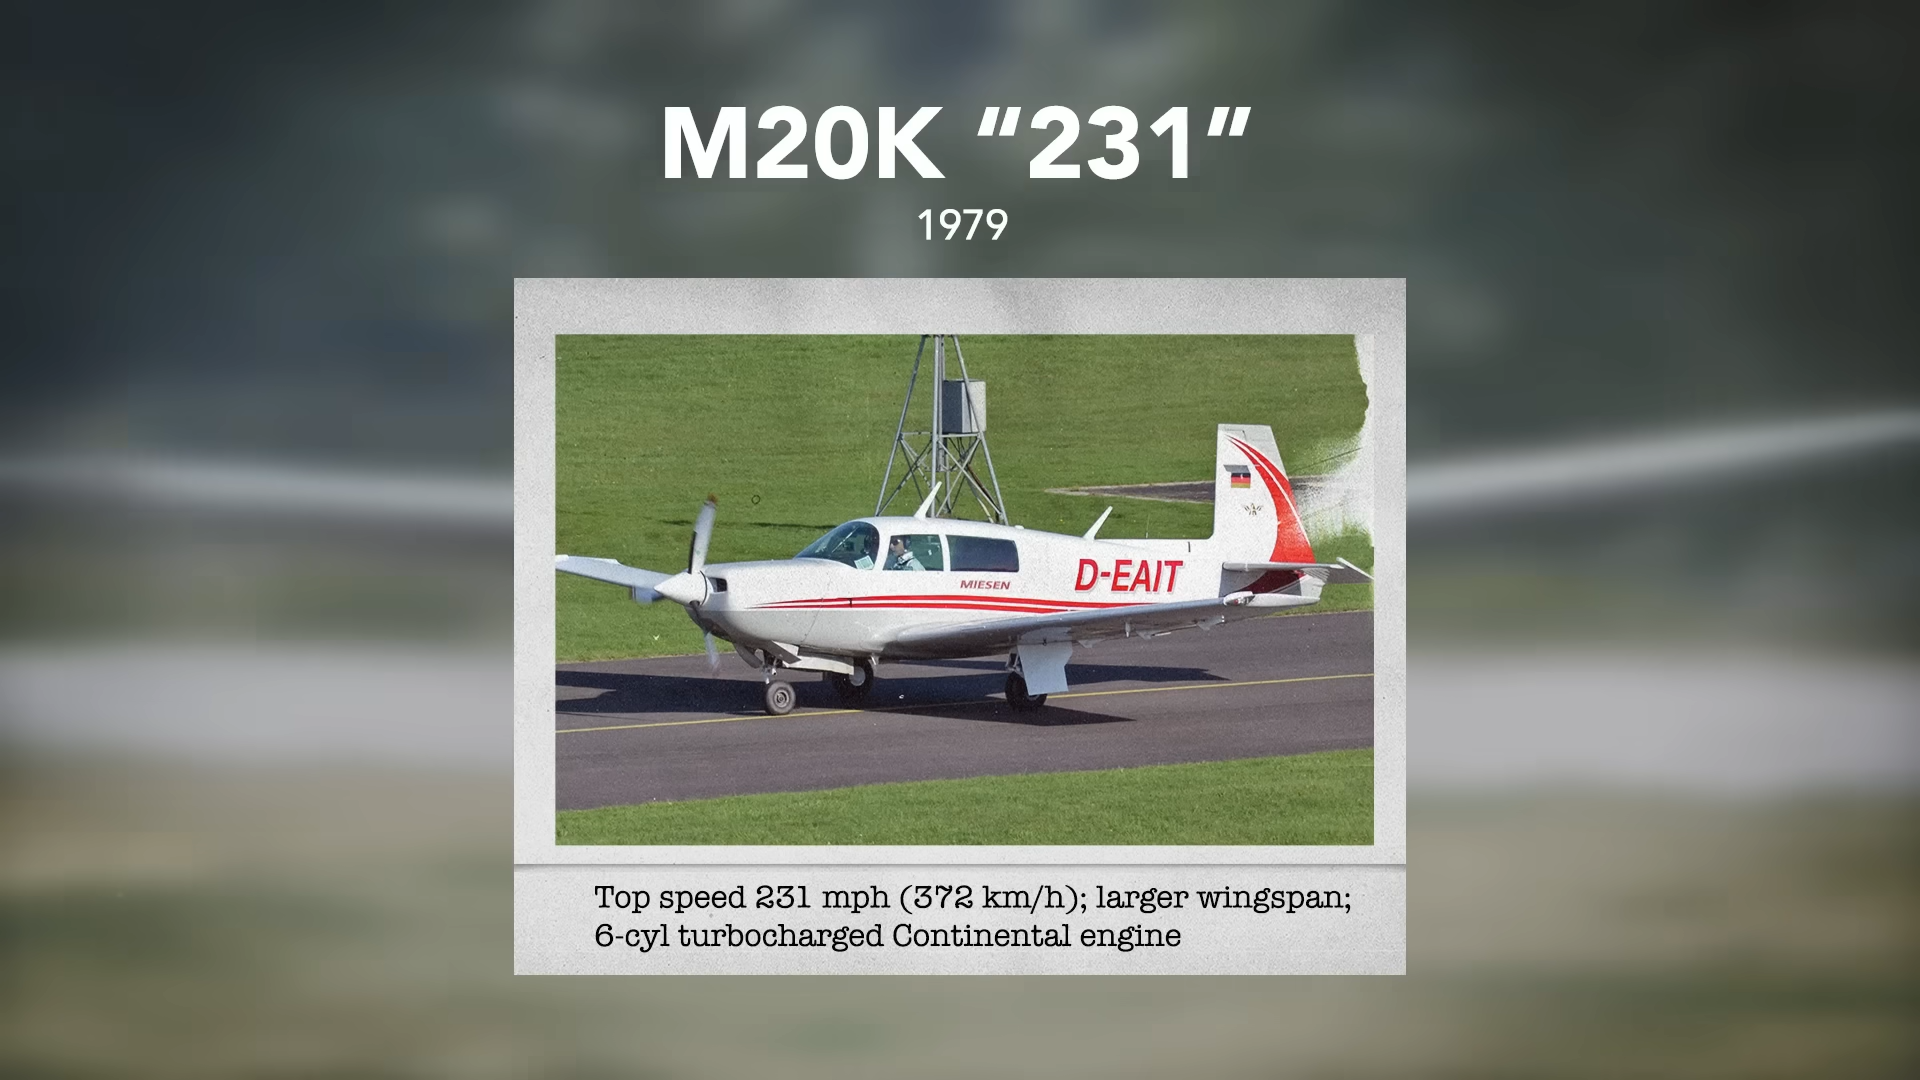 M20K “231”
1979
MIESEN
D-EAIT
Top speed 231 mph (372 km/h); larger wingspan;
6-cyl turbocharged Continental engine